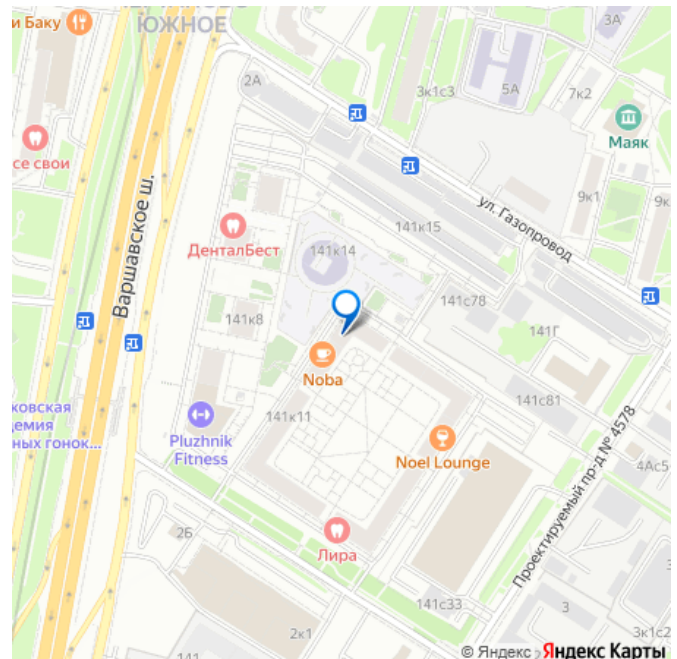 и Баку
ЮЖНОЕ
3А
2А
3к1с3
5А
7к2
Маяк
се свои
Варшавское ш.
ул. Газопровод
9к1
9к
ДенталБест
141к14
141к15
141к8
141с78
141Г
Noba
141к11
141с81
ковская
демия
ных гонок...
Pluzhnik
Fitness
Noel Lounge
Проектируемый пр-д № 4578
4Ас5
2Б
Лира
141с33
3
3к1с2
2к1
141
© Яндекс
2
Яндекс Карты